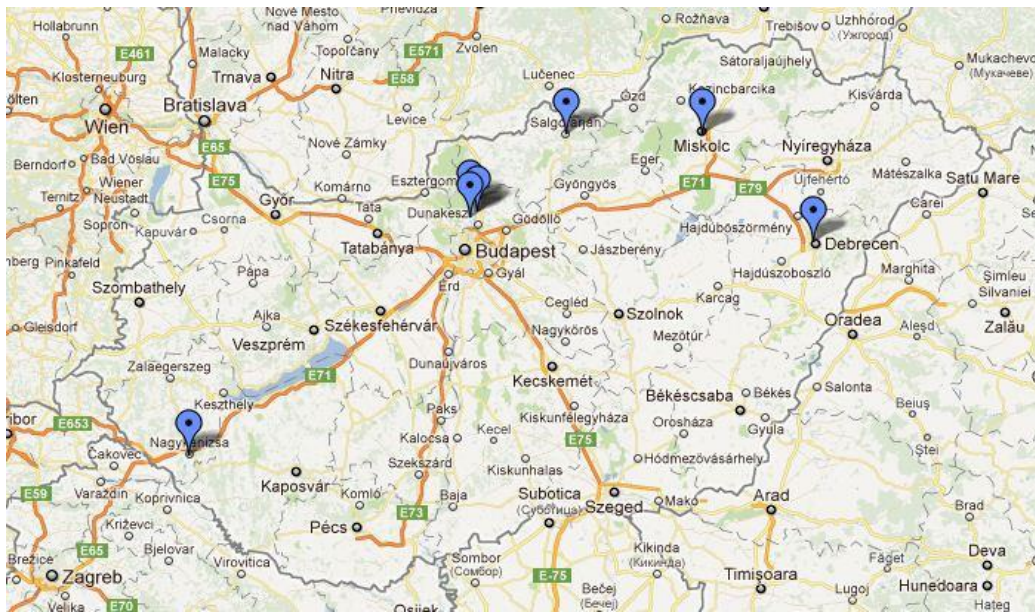 Hollabrunn
Nové Mesto
nad Váhom
Prievidza
Rožňava
Trebišov
Uzhhorod
(Ужгород)
E461
Malacky
Topoľčany
E571
Zvolen
Klosterneuburg
Trnava
Nitra
E58
Lučenec
Sátoraljaújhely
Mukachevo
(Мукачеве)
Wien
Bratislava
Levice
Ózd
Kazincbarcika
Kisvárda
Salgótarján
Berndorf
Bad Vöslau
E65
Nové Zámky
Miskolc
Nyíregyháza
Ternitz
Wiener
Neustadt
E75
Komárno
Esztergom
Eger
E71
E79
Mátészalka
Satu Mare
Sopron
Csorna
Győr
Tata
Dunakeszi
Gyöngyös
Újfehértó
Carei
Kapuvár
Tatabánya
Gödöllő
Hajdúböszörmény
Pinkafeld
Budapest
Jászberény
Debrecen
Pápa
Érd
Gyál
Hajdúszoboszló
Marghita
Şimleu
Silvaniei
Szombathely
Cegléd
Karcag
Gleisdorf
Ajka
Székesfehérvár
Szolnok
Oradea
Aleşd
Zalău
Veszprém
Nagykőrös
Mezőtúr
Zalaegerszeg
E71
Dunaújváros
Kecskemét
Keszthely
Békés
Salonta
E653
Paks
Kiskunfélegyháza
Békéscsaba
Beiuş
Nagykanizsa
Kalocsa
Kecel
E75
Orosháza
Gyula
Čakovec
Szekszárd
Kiskunhalas
Hódmezővásárhely
Ştei
Varaždin
Kaposvár
Komló
Baja
Subotica
(Суботица)
Makó
Arad
E59
Koprivnica
E73
Szeged
Brad
Križevci
Pécs
E65
Bjelovar
Kikinda
(Кикинда)
Făget
Deva
Brežice
Virovitica
Sombor
(Сомбор)
E-75
Zagreb
Bečej
(Бечеј)
Timişoara
Lugoj
Hunedoara
Velika
E70
Osijek
Hateg